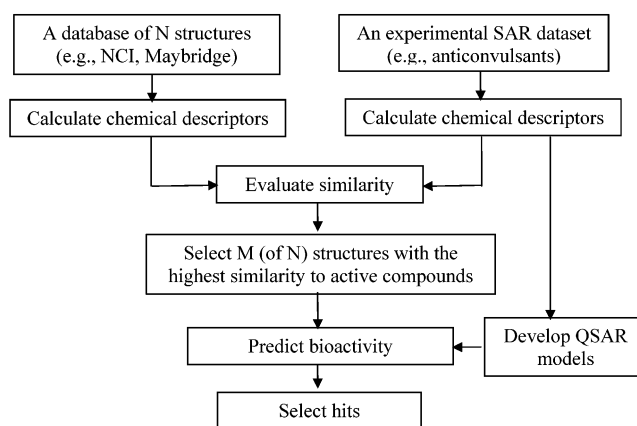 A database of N structures
(e.g., NCI, Maybridge)
An experimental SAR dataset
(e.g., anticonvulsants)
Calculate chemical descriptors
Calculate chemical descriptors
Evaluate similarity
Select M (of N) structures with the
highest similarity to active compounds
Predict bioactivity
Develop QSAR
models
Select hits